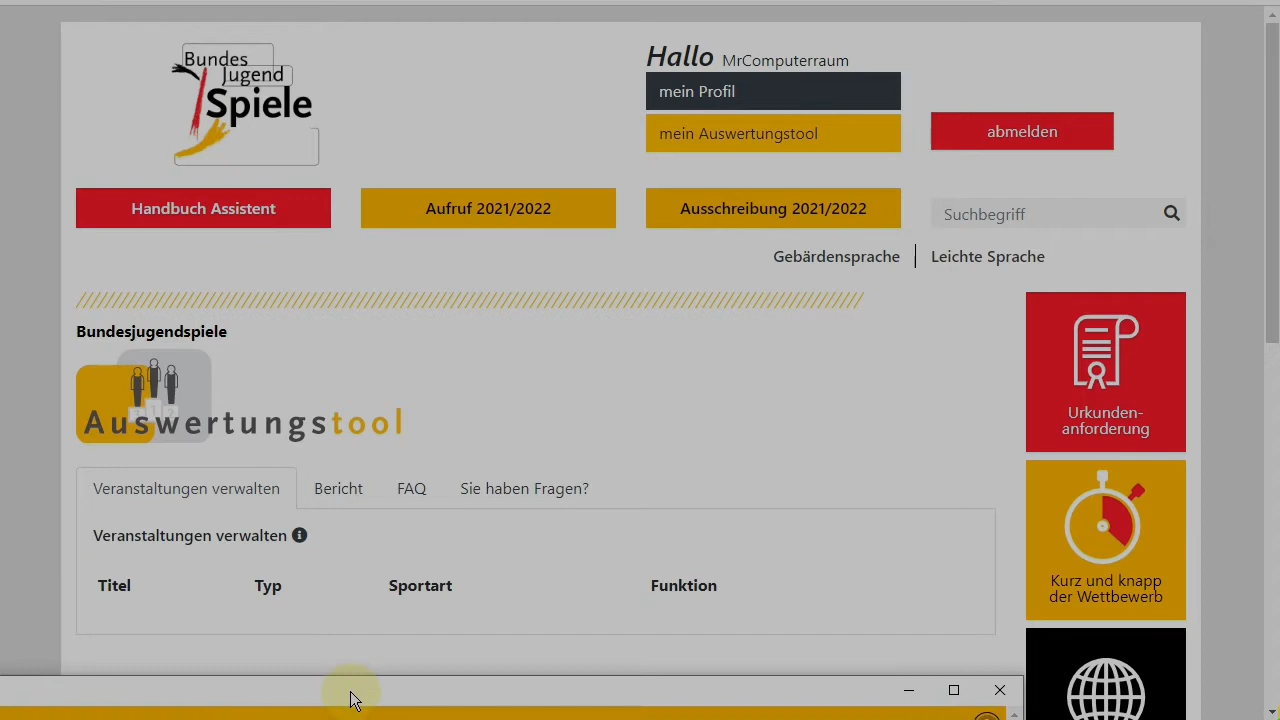 Bundes
Jugend
Spiele
Hallo MrComputerraum
mein Profil
mein Auswertungstool
abmelden
Handbuch Assistent
Aufruf 2021/2022
Ausschreibung 2021/2022
Suchbegriff
Gebärdensprache
Leichte Sprache
Bundesjugendspiele
Auswertungstool
Urkunden-
anforderung
Veranstaltungen verwalten
Bericht
FAQ
Sie haben Fragen?
Veranstaltungen verwalten
Titel
Typ
Sportart
Funktion
Kurz und knapp
der Wettbewerb